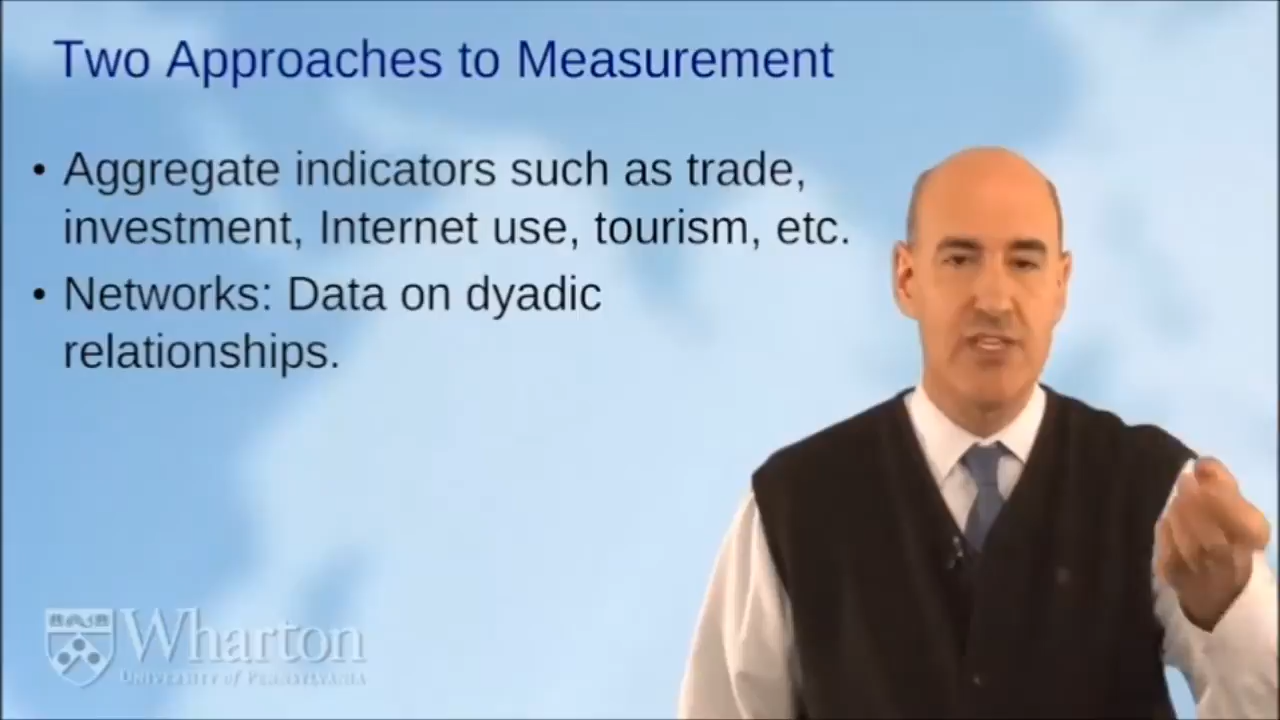 Two Approaches to Measurement
• Aggregate indicators such as trade,
investment, Internet use, tourism, etc.
• Networks: Data on dyadic
relationships.
Wharton
UNIVERSITY of PENNSYLVANIA